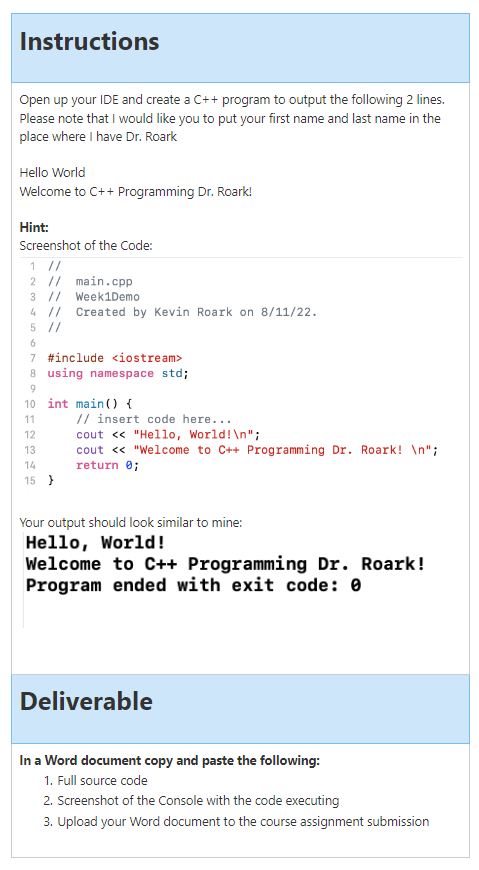 Instructions
Open up your IDE and create a C++ program to output the following 2 lines.
Please note that I would like you to put your first name and last name in the
place where I have Dr. Roark
Hello World
Welcome to C++ Programming Dr. Roark!
Hint:
Screenshot of the Code:
1 //
2 //  main.cpp
3 //  Week1Demo
4 //  Created by Kevin Roark on 8/11/22.
5 //
6
7 #include <iostream>
8 using namespace std;
9
10 int main() {
11     // insert code here...
12     cout << "Hello, World!\n";
13     cout << "Welcome to C++ Programming Dr. Roark! \n";
14     return 0;
15 }
Your output should look similar to mine:
Hello, World!
Welcome to C++ Programming Dr. Roark!
Program ended with exit code: 0
Deliverable
In a Word document copy and paste the following:
1. Full source code
2. Screenshot of the Console with the code executing
3. Upload your Word document to the course assignment submission